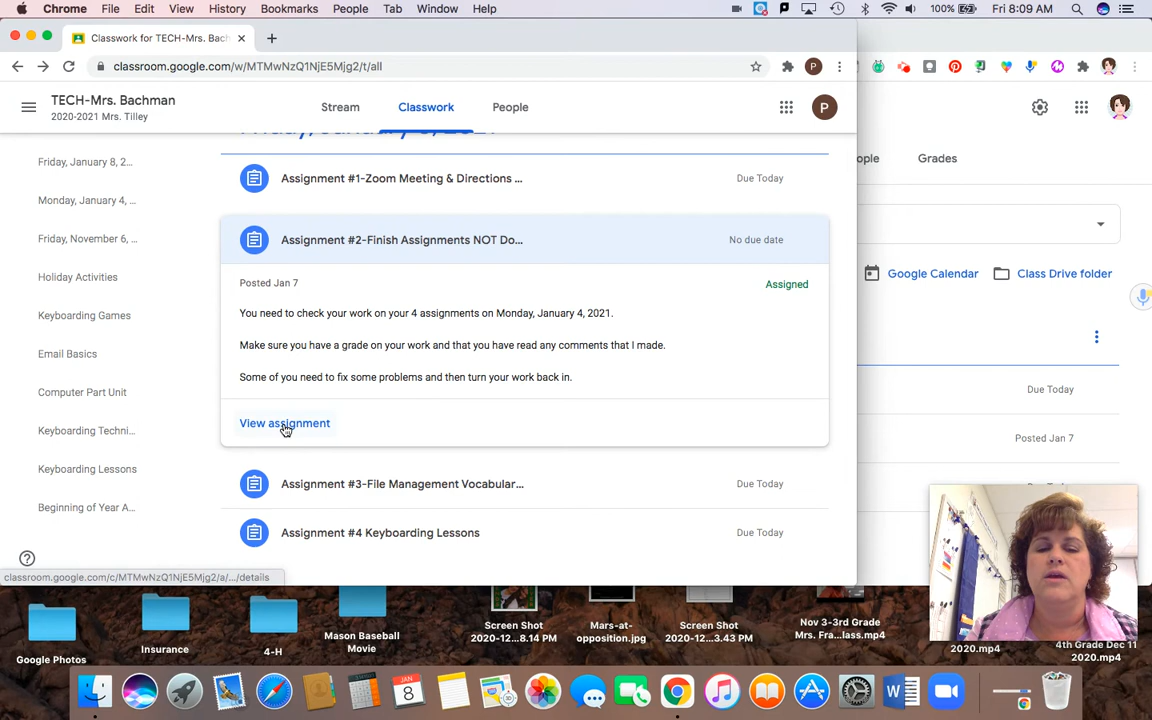 Chrome File Edit View History Bookmarks People Tab Window Help 100% Fri 8:09 AM
Classwork for TECH-Mrs. Bach
classroom.google.com/w/MTMwNzQ1NjE5Mjg2/t/all P
TECH-Mrs. Bachman
2020-2021 Mrs. Tilley
Stream Classwork People P
ople Grades
Friday, January 8, 2...
Assignment #1-Zoom Meeting & Directions ... Due Today
Monday, January 4, ...
Friday, November 6, ...
Assignment #2-Finish Assignments NOT Do... No due date
Holiday Activities
Posted Jan 7 Assigned
Google Calendar Class Drive folder
Keyboarding Games
You need to check your work on your 4 assignments on Monday, January 4, 2021.
Email Basics
Make sure you have a grade on your work and that you have read any comments that I made.
Computer Part Unit
Some of you need to fix some problems and then turn your work back in.
Due Today
Keyboarding Techni...
View assignment
Posted Jan 7
Keyboarding Lessons
Assignment #3-File Management Vocabular... Due Today
Beginning of Year A...
Assignment #4 Keyboarding Lessons Due Today
classroom.google.com/c/MTMwNzQ1NjE5Mjg2/a/.../details
Google Photos
Insurance
4-H
Mason Baseball
Movie
Screen Shot
2020-12...8.14 PM
Mars-at-
opposition.jpg
Screen Shot
2020-12...3.43 PM
Nov 3-3rd Grade
Mrs. Fra...lass.mp4
2020.mp4
4th Grade Dec 11
2020.mp4
JAN
8